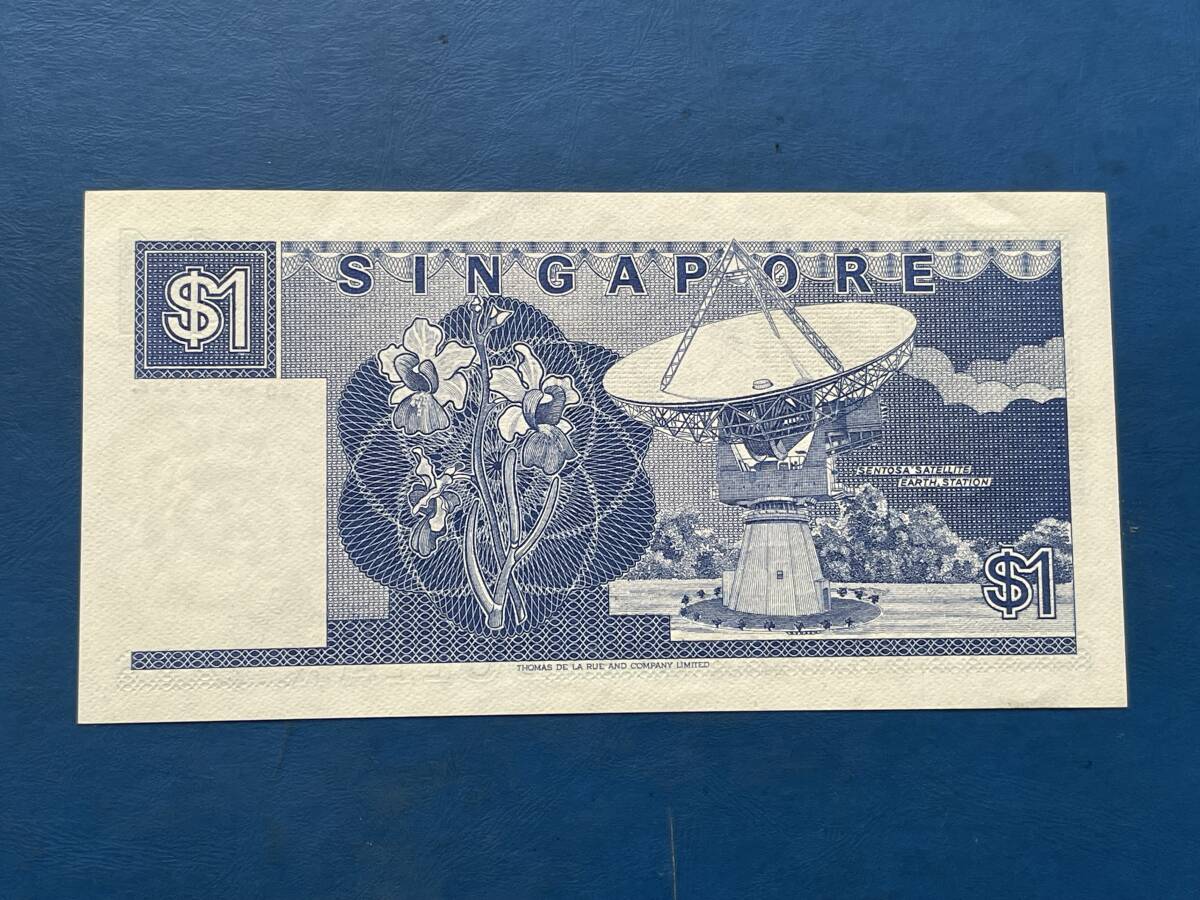 $1
SINGAPORE
SENTOSA SATELLITE
EARTH STATION
$1
THOMAS DE LA RUE AND COMPANY LIMITED